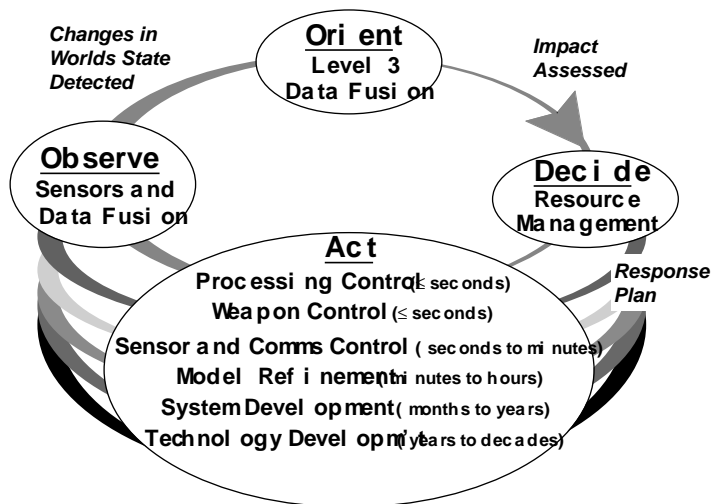 Changes in
Worlds State
Detected
Orient
Level 3
Data Fusion
Impact
Assessed
Observe
Sensors and
Data Fusion
Decide
Resource
Management
Act
Processing Control (≤ seconds)
Weapon Control (≤ seconds)
Sensor and Comms Control ( seconds to minutes)
Model Refinement (minutes to hours)
System Development ( months to years)
Technology Developm't ( years to decades)
Response
Plan